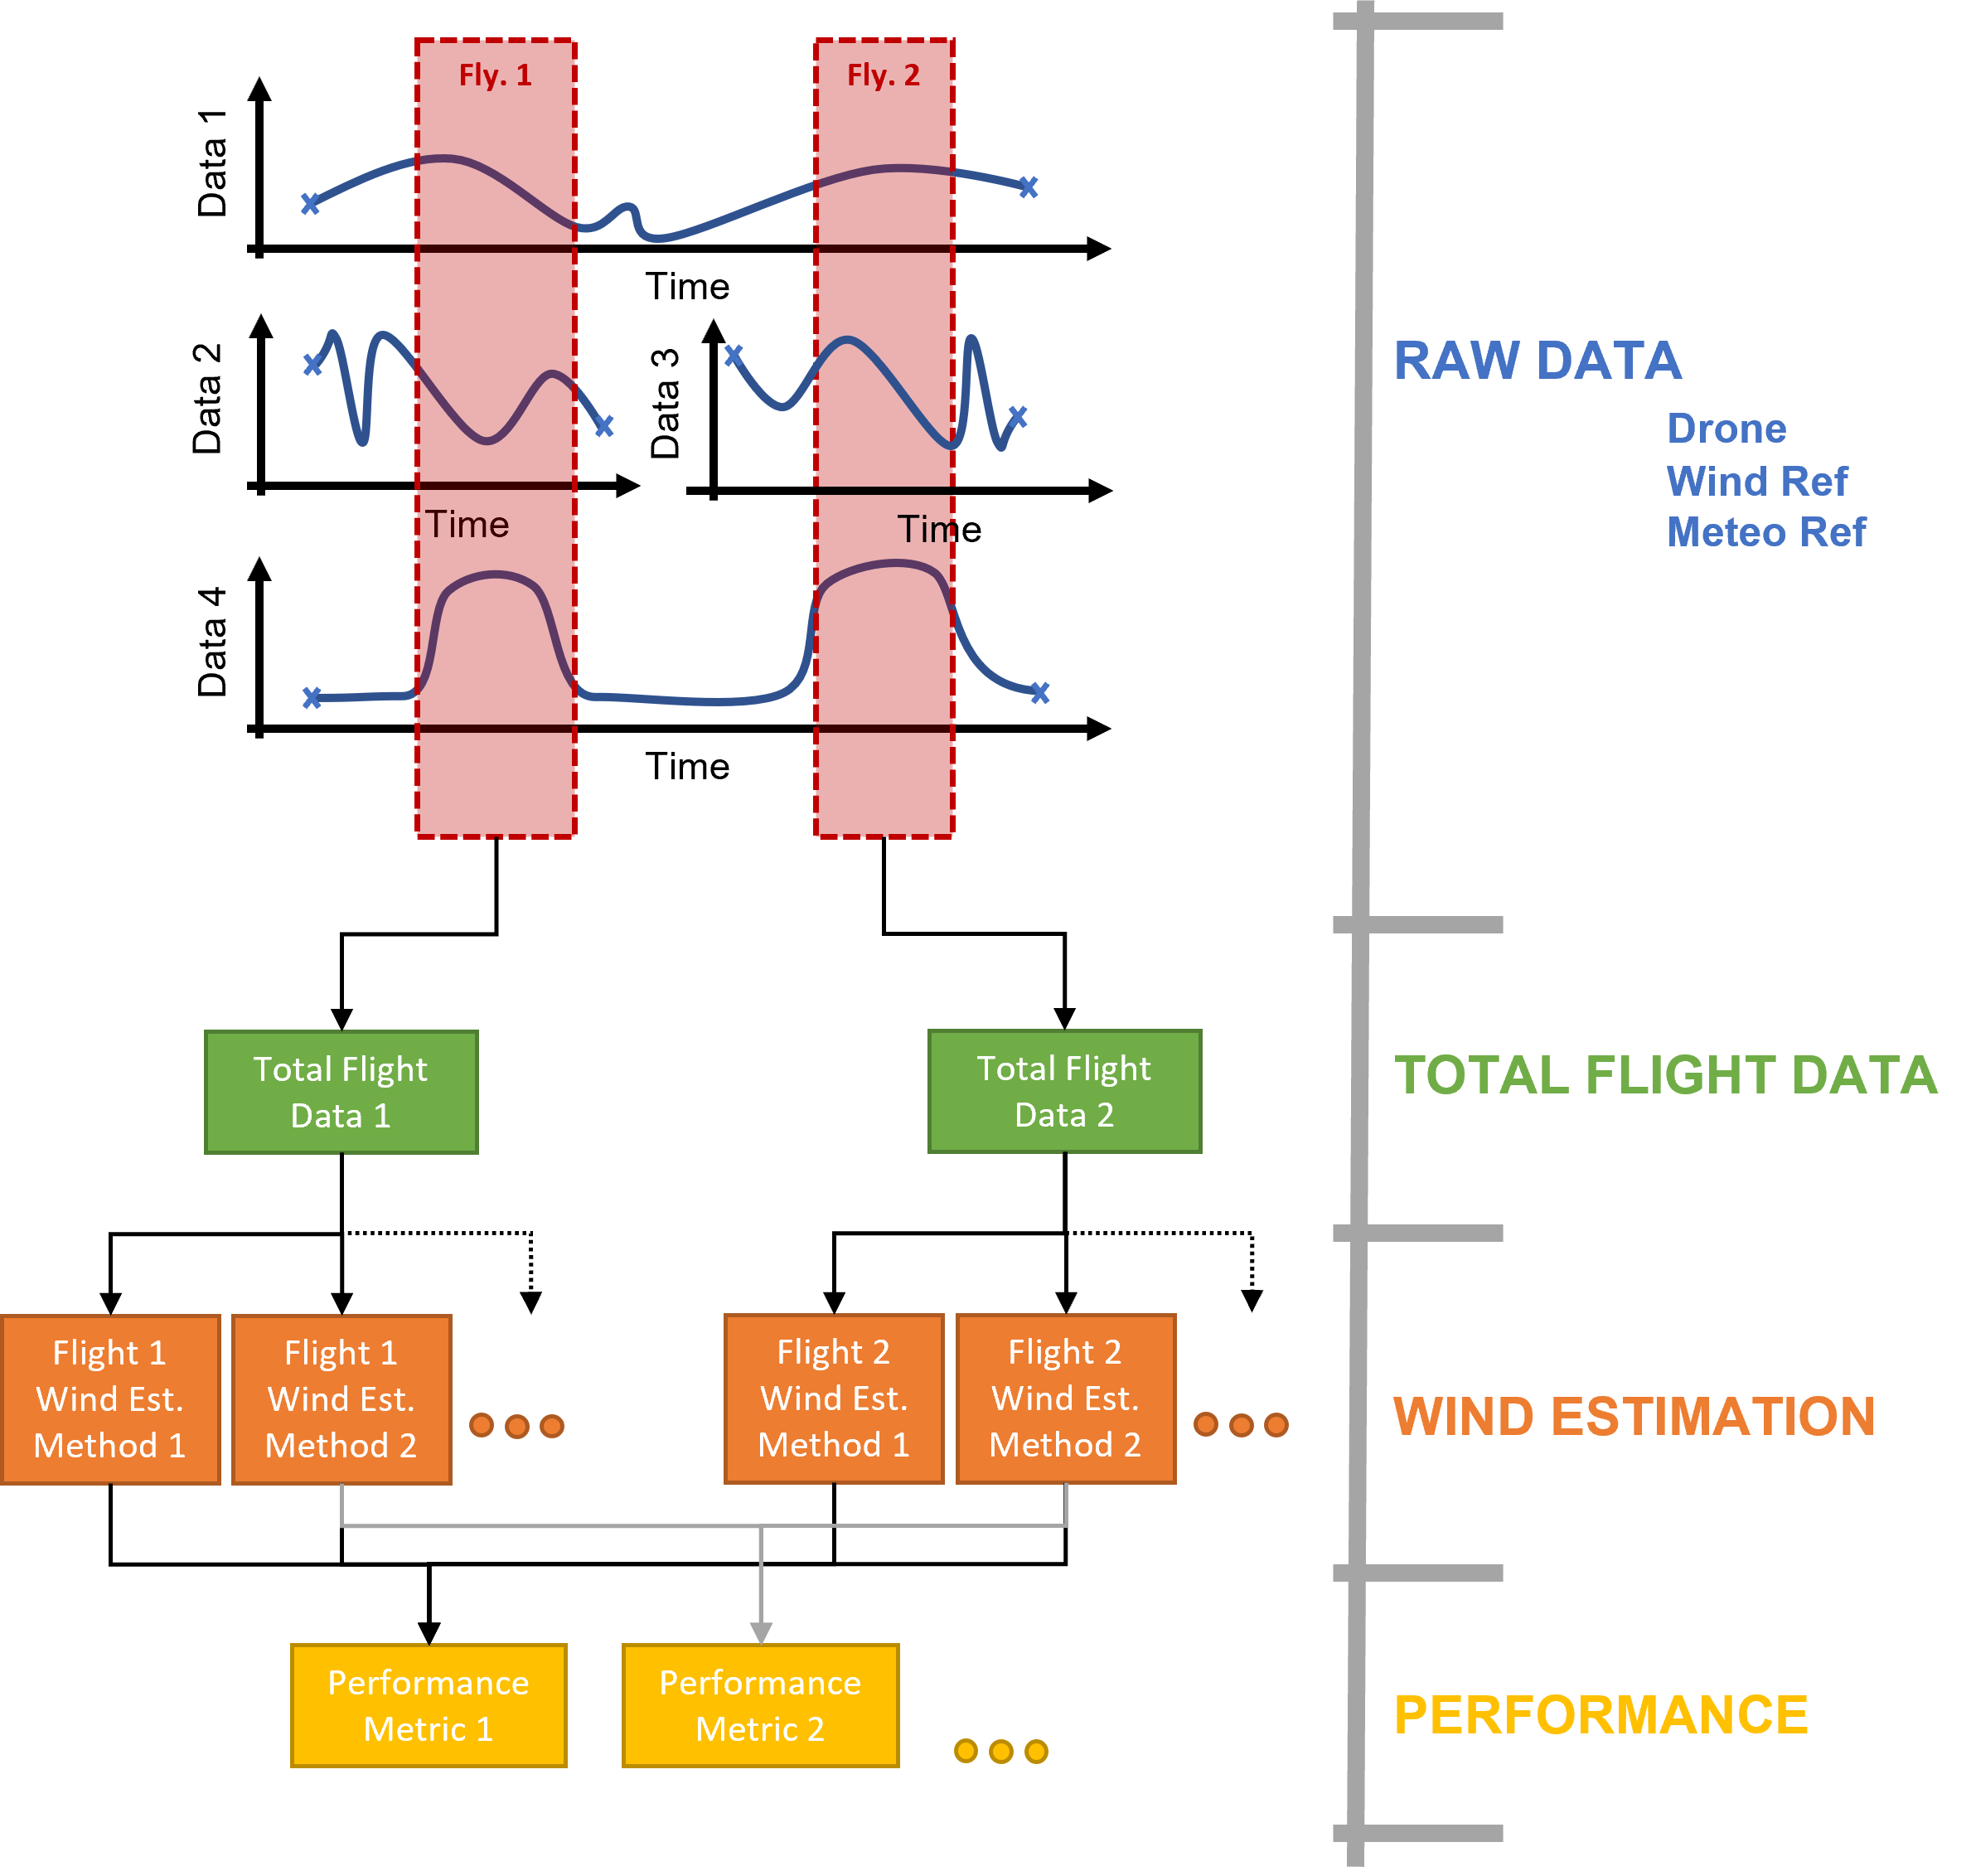 Fly. 1
Fly. 2
Data 1
Time
Data 2
Time
Data 3
Time
Data 4
Time
RAW DATA
Drone
Wind Ref
Meteo Ref
Total Flight
Data 1
Total Flight
Data 2
TOTAL FLIGHT DATA
Flight 1
Wind Est.
Method 1
Flight 1
Wind Est.
Method 2
Flight 2
Wind Est.
Method 1
Flight 2
Wind Est.
Method 2
WIND ESTIMATION
Performance
Metric 1
Performance
Metric 2
PERFORMANCE